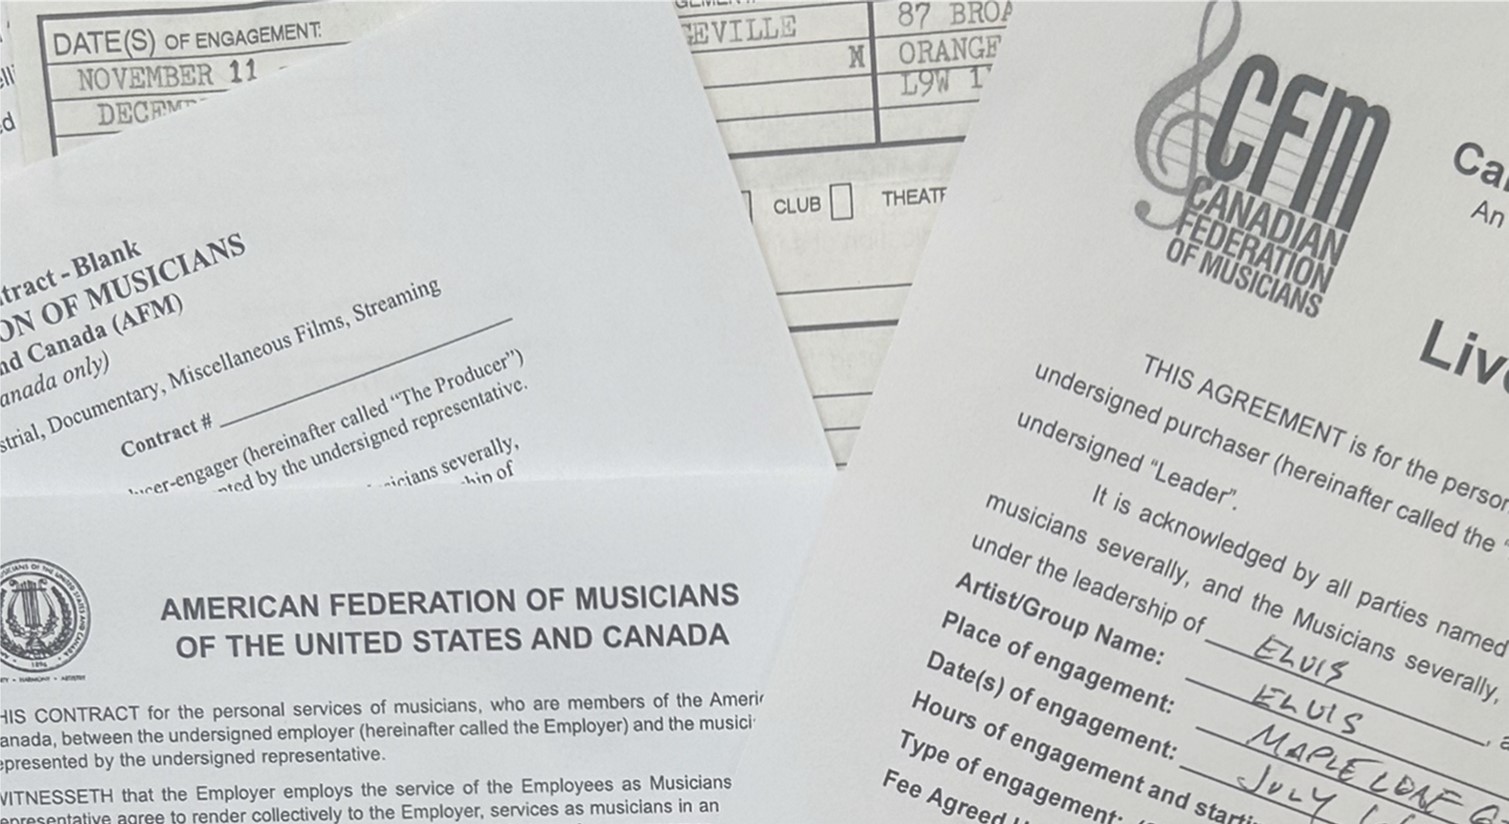 DATE(S) OF ENGAGEMENT:
NOVEMBER 11 -
EVILLE
M
87
ORANGE
L9W
CLUB
tract - Blank
ON OF MUSICIANS
nd Canada (AFM)
anada only)
strial, Documentary, Miscellaneous Films, Streaming
Contract #
ucer-engager (hereinafter called “The Producer”)
nted by the undersigned representative.
icians severally,
hip of
AMERICAN FEDERATION OF MUSICIANS
OF THE UNITED STATES AND CANADA
HIS CONTRACT for the personal services of musicians, who are members of the Ameri
anada, between the undersigned employer (hereinafter called the Employer) and the musici
epresented by the undersigned representative.
WITNESSETH that the Employer employs the service of the Employees as Musicians
epresentative agree to render collectively to the Employer, services as musicians in an
CFM
CANADIAN
FEDERATION
OF MUSICIANS
Ca
An
Liv
THIS AGREEMENT is for the person
undersigned purchaser (hereinafter called the “
undersigned “Leader”.
It is acknowledged by all parties named
musicians severally, and the Musicians severally,
under the leadership of ELVIS , a
Artist/Group Name: ELVIS
Place of engagement: MAPLE LEAF G
Date(s) of engagement: JULY
Hours of engagement and starti
Type of engagement:
Fee Agreed